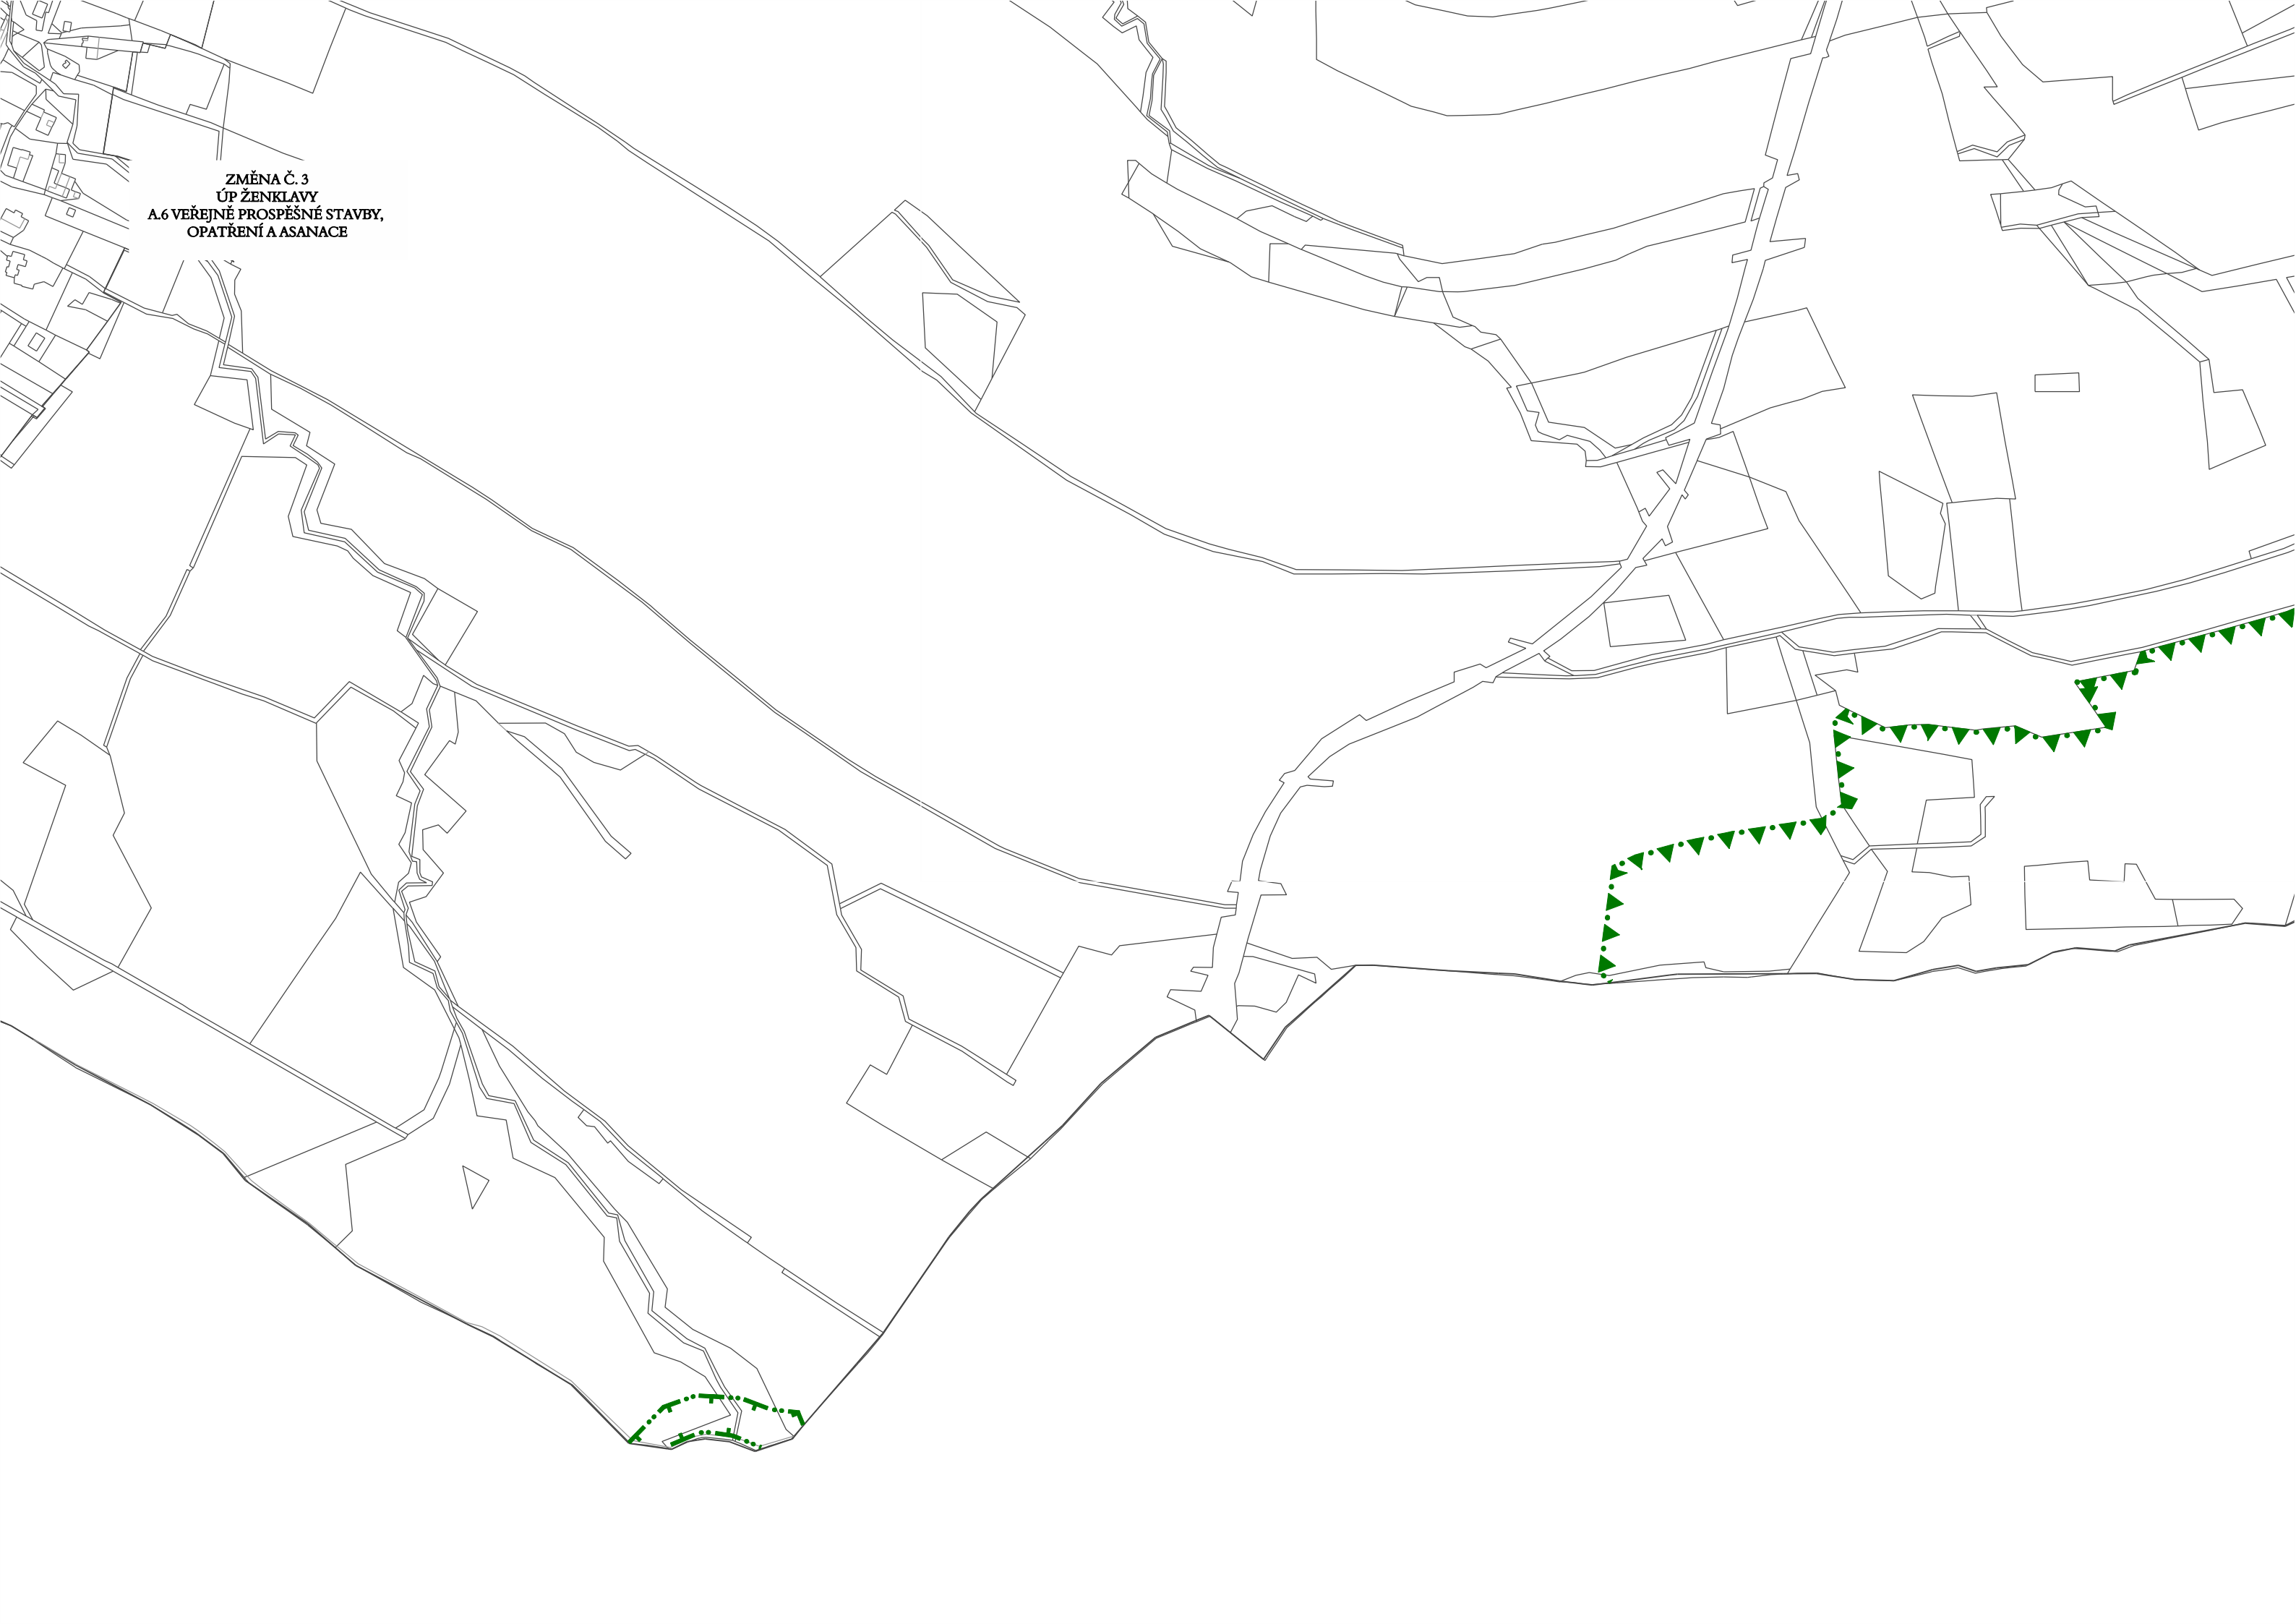 ZMĚNA Č. 3
ÚP ŽENKLAVY
A.6 VEŘEJNĚ PROSPĚŠNÉ STAVBY,
OPATŘENÍ A ASANACE